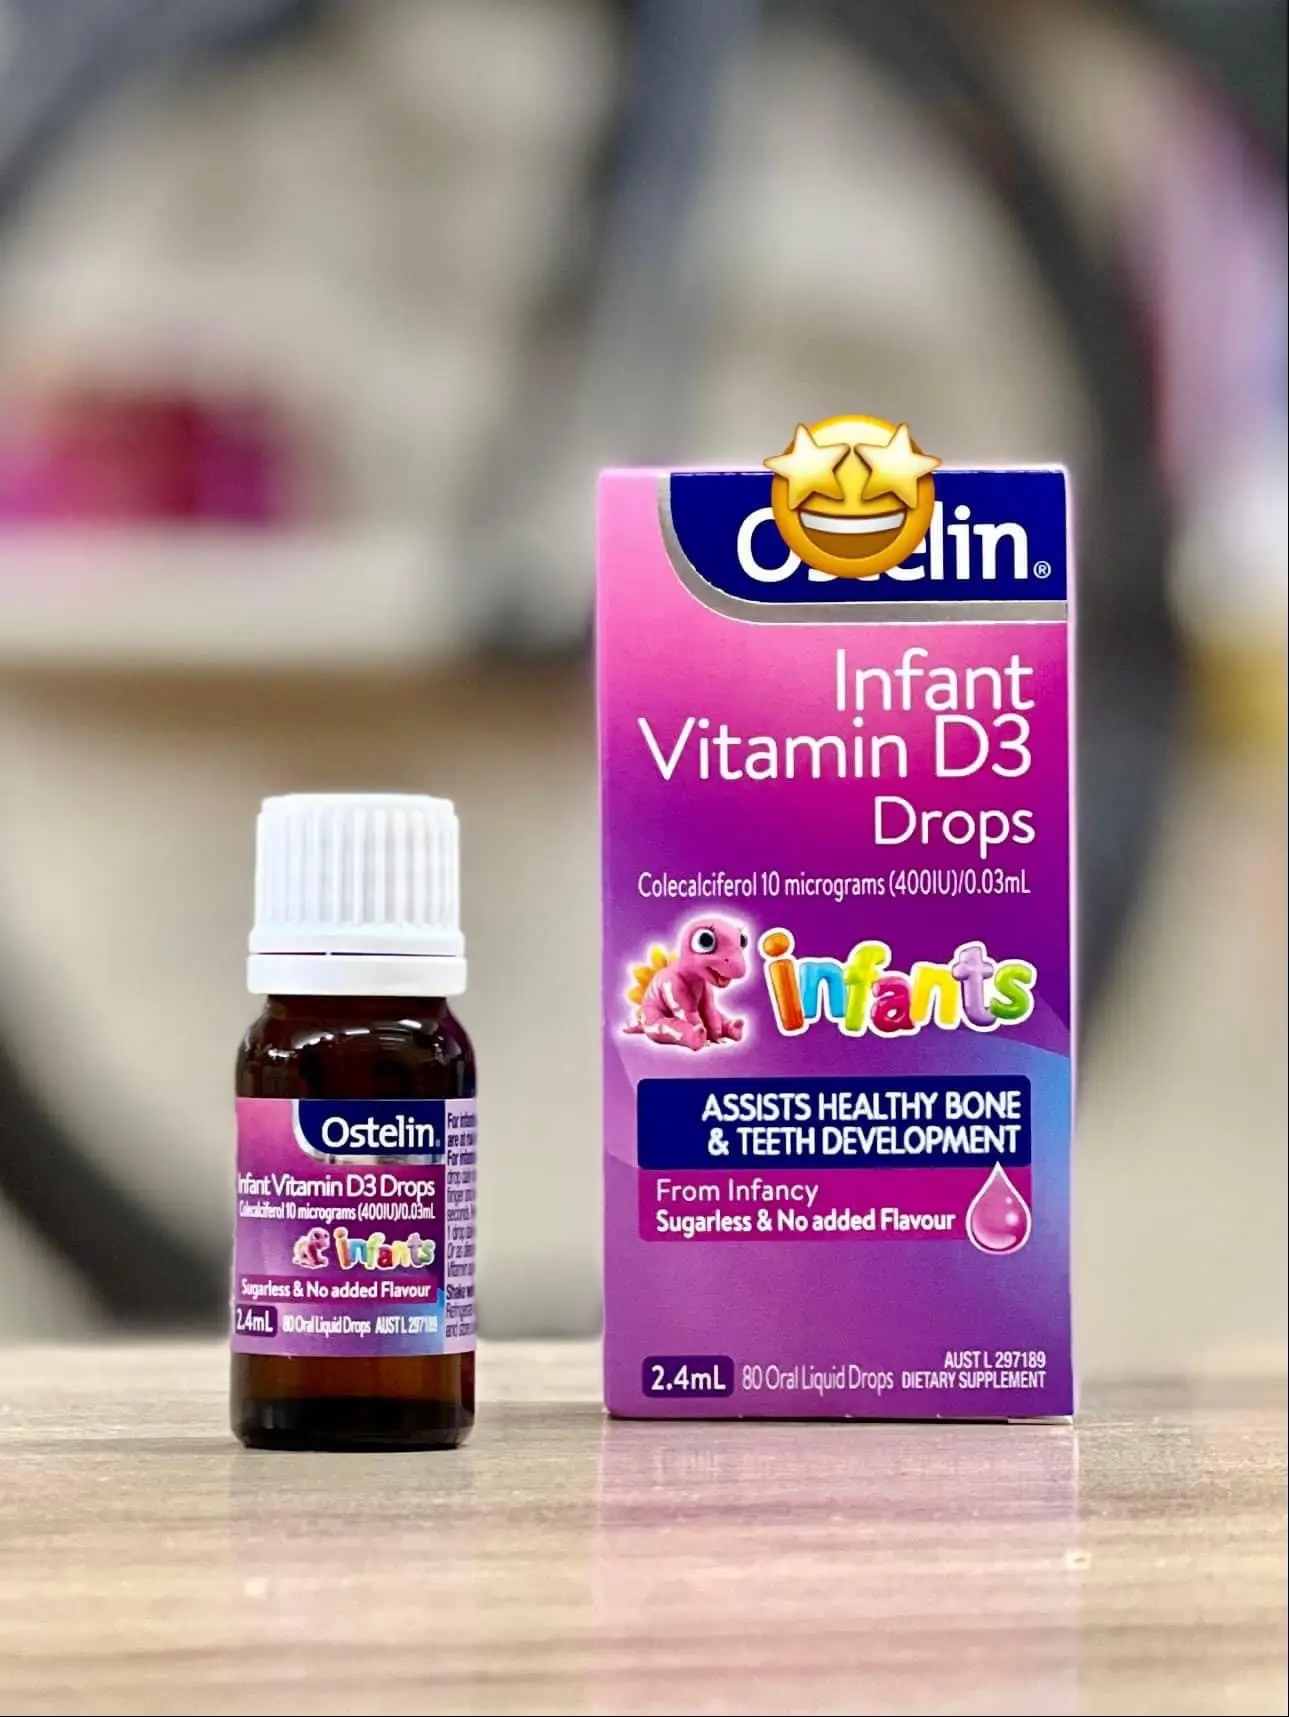 Ostelin
Infant Vitamin D3 Drops
Colecalciferol 10 micrograms (400IU)/0.03mL
infants
Sugarless & No added Flavour
2.4mL 80 Oral Liquid Drops AUST L 297189
elin®
Infant
Vitamin D3
Drops
Colecalciferol 10 micrograms (400IU)/0.03mL
infants
ASSISTS HEALTHY BONE
& TEETH DEVELOPMENT
From Infancy
Sugarless & No added Flavour
AUST L 297189
2.4mL 80 Oral Liquid Drops DIETARY SUPPLEMENT